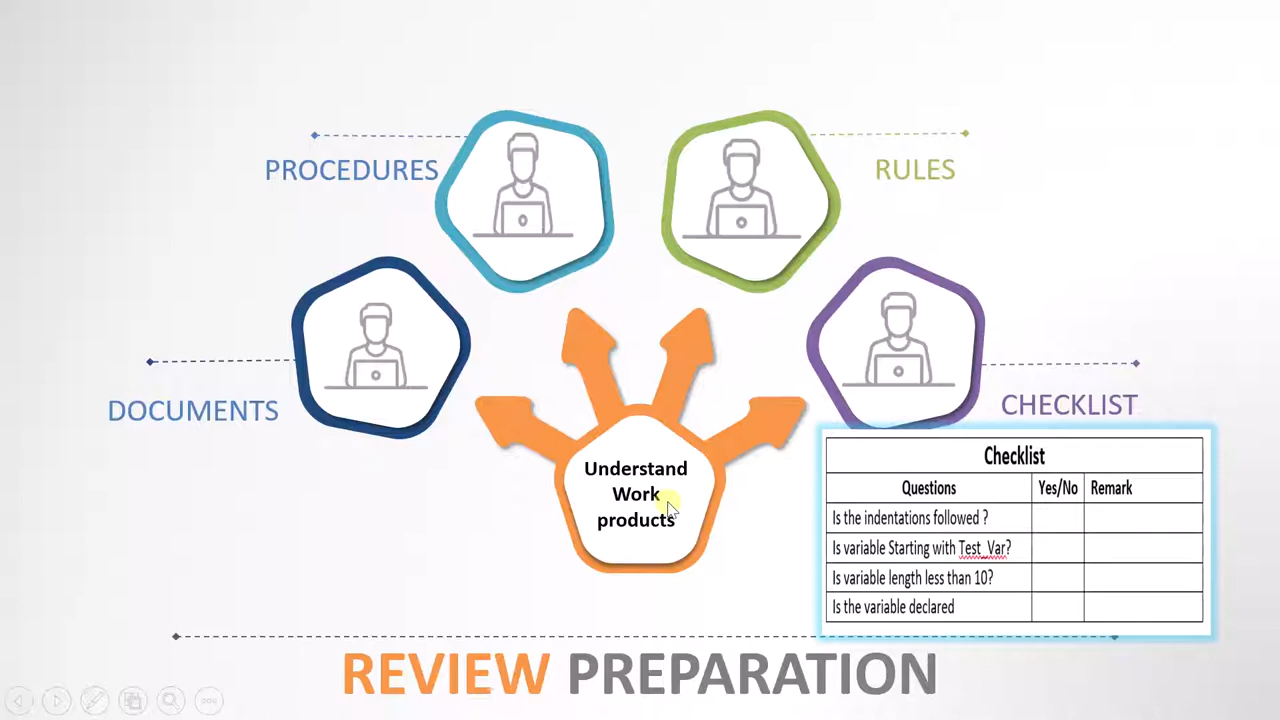 PROCEDURES
RULES
DOCUMENTS
CHECKLIST
Understand
Work
products
Checklist
Questions Yes/No Remark
Is the indentations followed ?
Is variable Starting with Test_Var?
Is variable length less than 10?
Is the variable declared
REVIEW PREPARATION